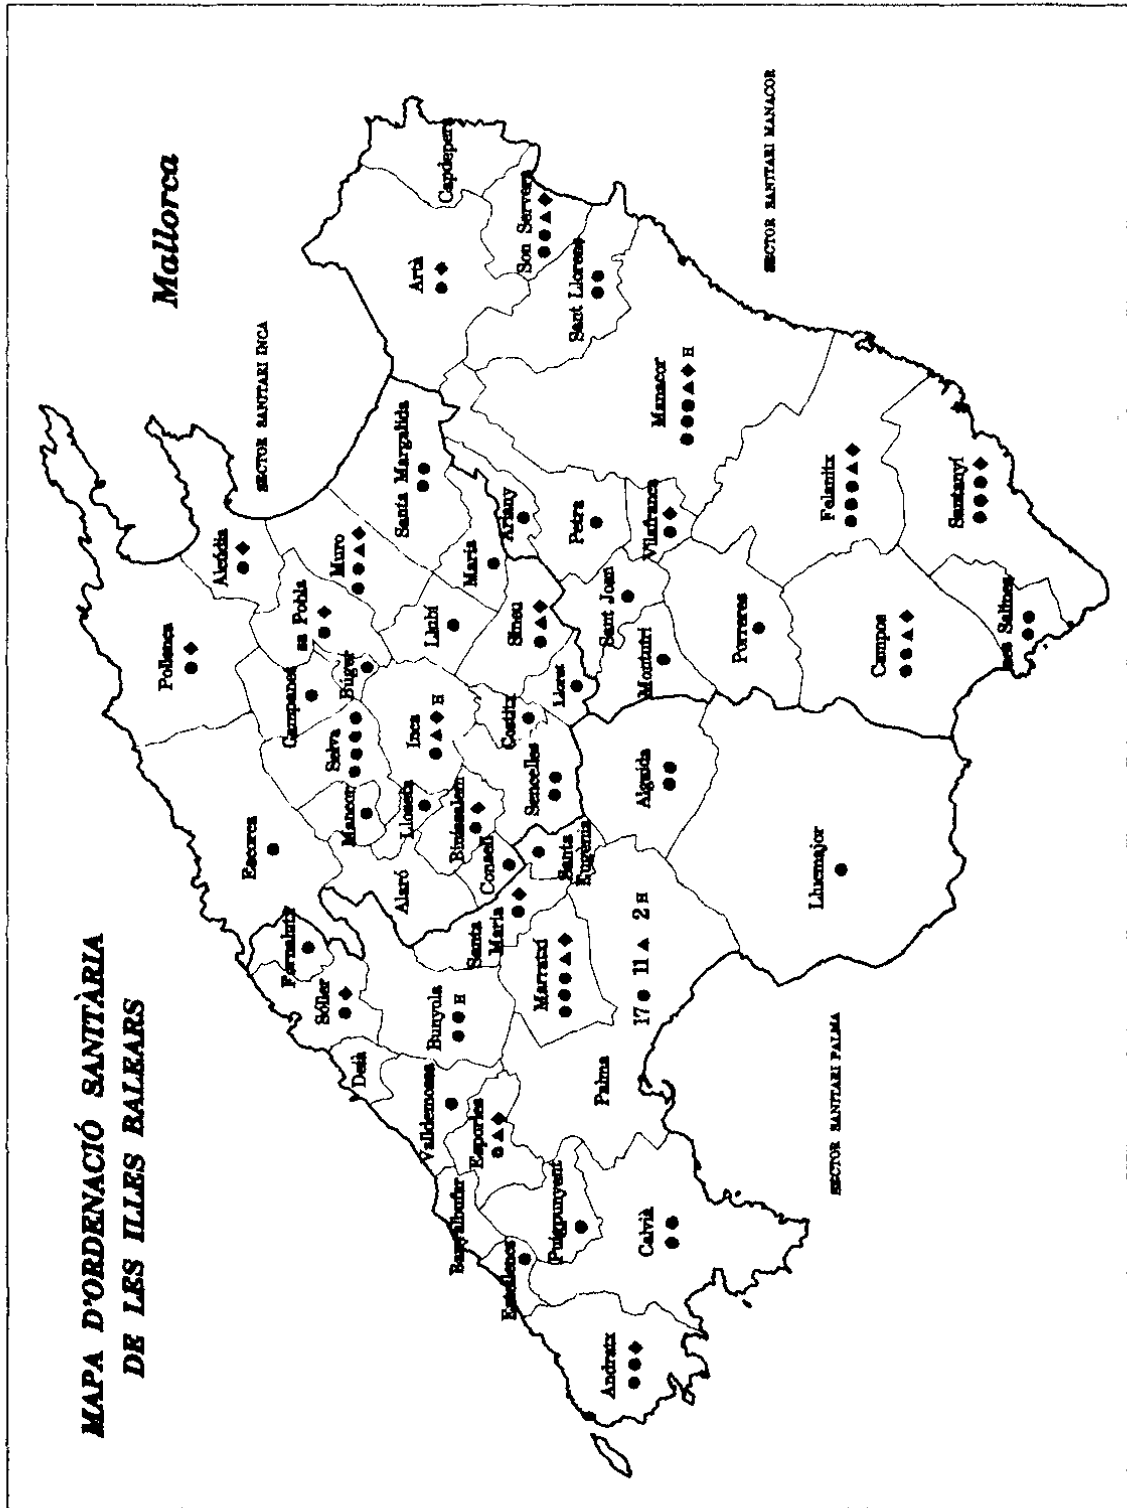 MAPA D'ORDENACIÓ SANITÀRIA
DE LES ILLES BALEARS
Mallorca
SECTOR SANITARI INCA
Pollença
Alcúdia
Escorca
Campanet
sa Pobla
Fornalutx
Selva
Búger
Muro
Sóller
Mancor
Deià
Alaró
Lloseta
Inca
Llubí
Santa Margalida
Artà
Capdepera
Bunyola
H
Binissalem
H
Maria
Valldemossa
Santa
Maria
Consell
Costitx
Sineu
Ariany
Son Servera
Banyalbufar
Esporles
Sencelles
Lloret
Estellencs
Marratxí
Santa
Eugènia
Sant Joan
Petra
Sant Llorenç
Puigpunyent
Palma
17 11 2 H
Algaida
Montuïri
Vilafranca
Manacor
H
Andratx
Calvià
Porreres
Felanitx
Llucmajor
Campos
Santanyí
ses Salines
SECTOR SANITARI PALMA
SECTOR SANITARI MANACOR